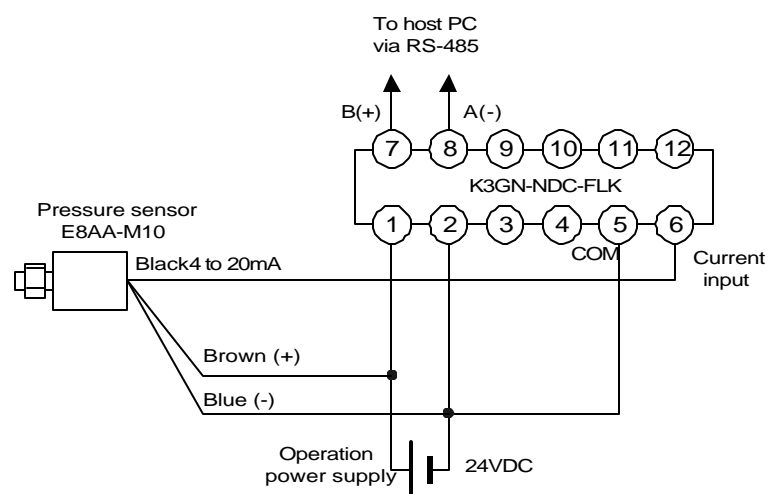 To host PC
via RS-485
B(+)
A(-)
7
8
9
10
11
12
K3GN-NDC-FLK
1
2
3
4
5
6
COM
Current
input
Pressure sensor
E8AA-M10
Black4 to 20mA
Brown (+)
Blue (-)
Operation
power supply
24VDC